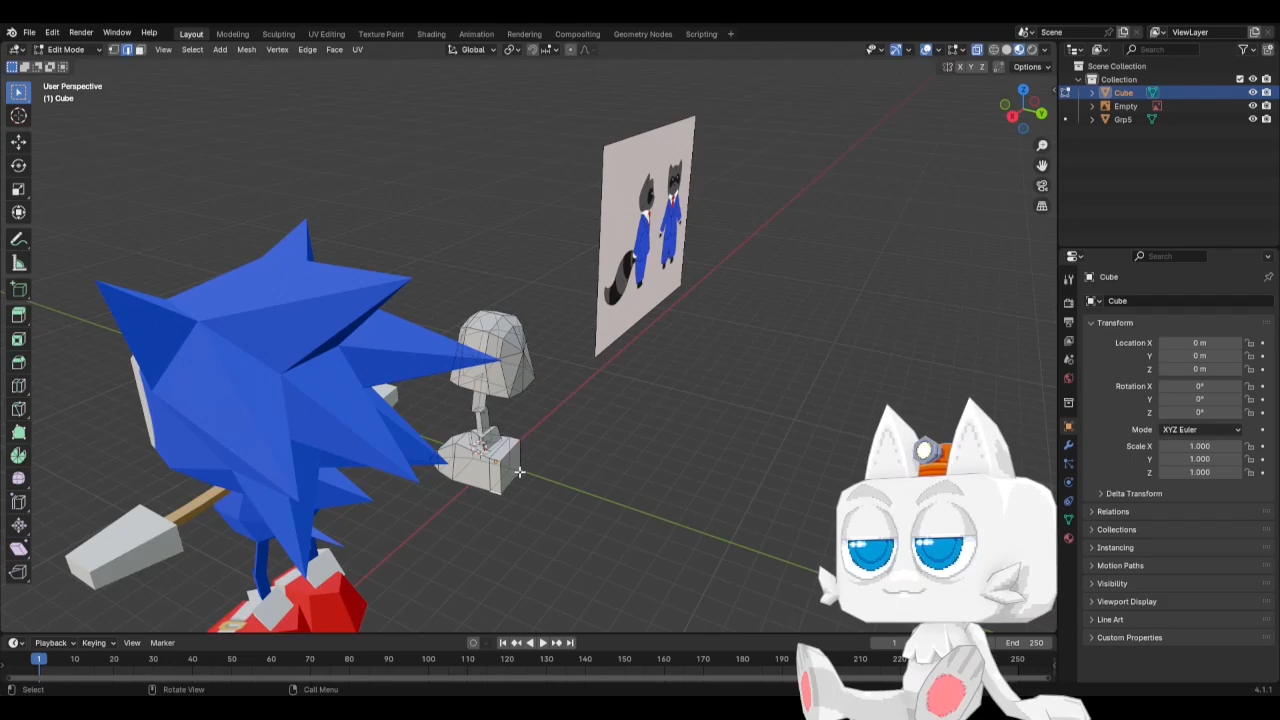 File Edit Render Window Help Layout Modeling Sculpting UV Editing Texture Paint Shading Animation Rendering Compositing Geometry Nodes Scripting + Scene ViewLayer
Edit Mode View Select Add Mesh Vertex Edge Face UV Global Search
X Y Z Options
User Perspective
(1) Cube
Z
Y
X
Scene Collection
Collection
Cube
Empty
Grp5
Search
Cube
Cube
Transform
Location X 0 m
Y 0 m
Z 0 m
Rotation X 0°
Y 0°
Z 0°
Mode XYZ Euler
Scale X 1.000
Y 1.000
Z 1.000
Delta Transform
Relations
Collections
Instancing
Motion Paths
Visibility
Viewport Display
Line Art
Custom Properties
Playback Keying View Marker 1 End 250
1 10 20 30 40 50 60 70 80 90 100 110 120 130 140 150 160 170 180 190 200 210 250
Select Rotate View Call Menu 4.1.1